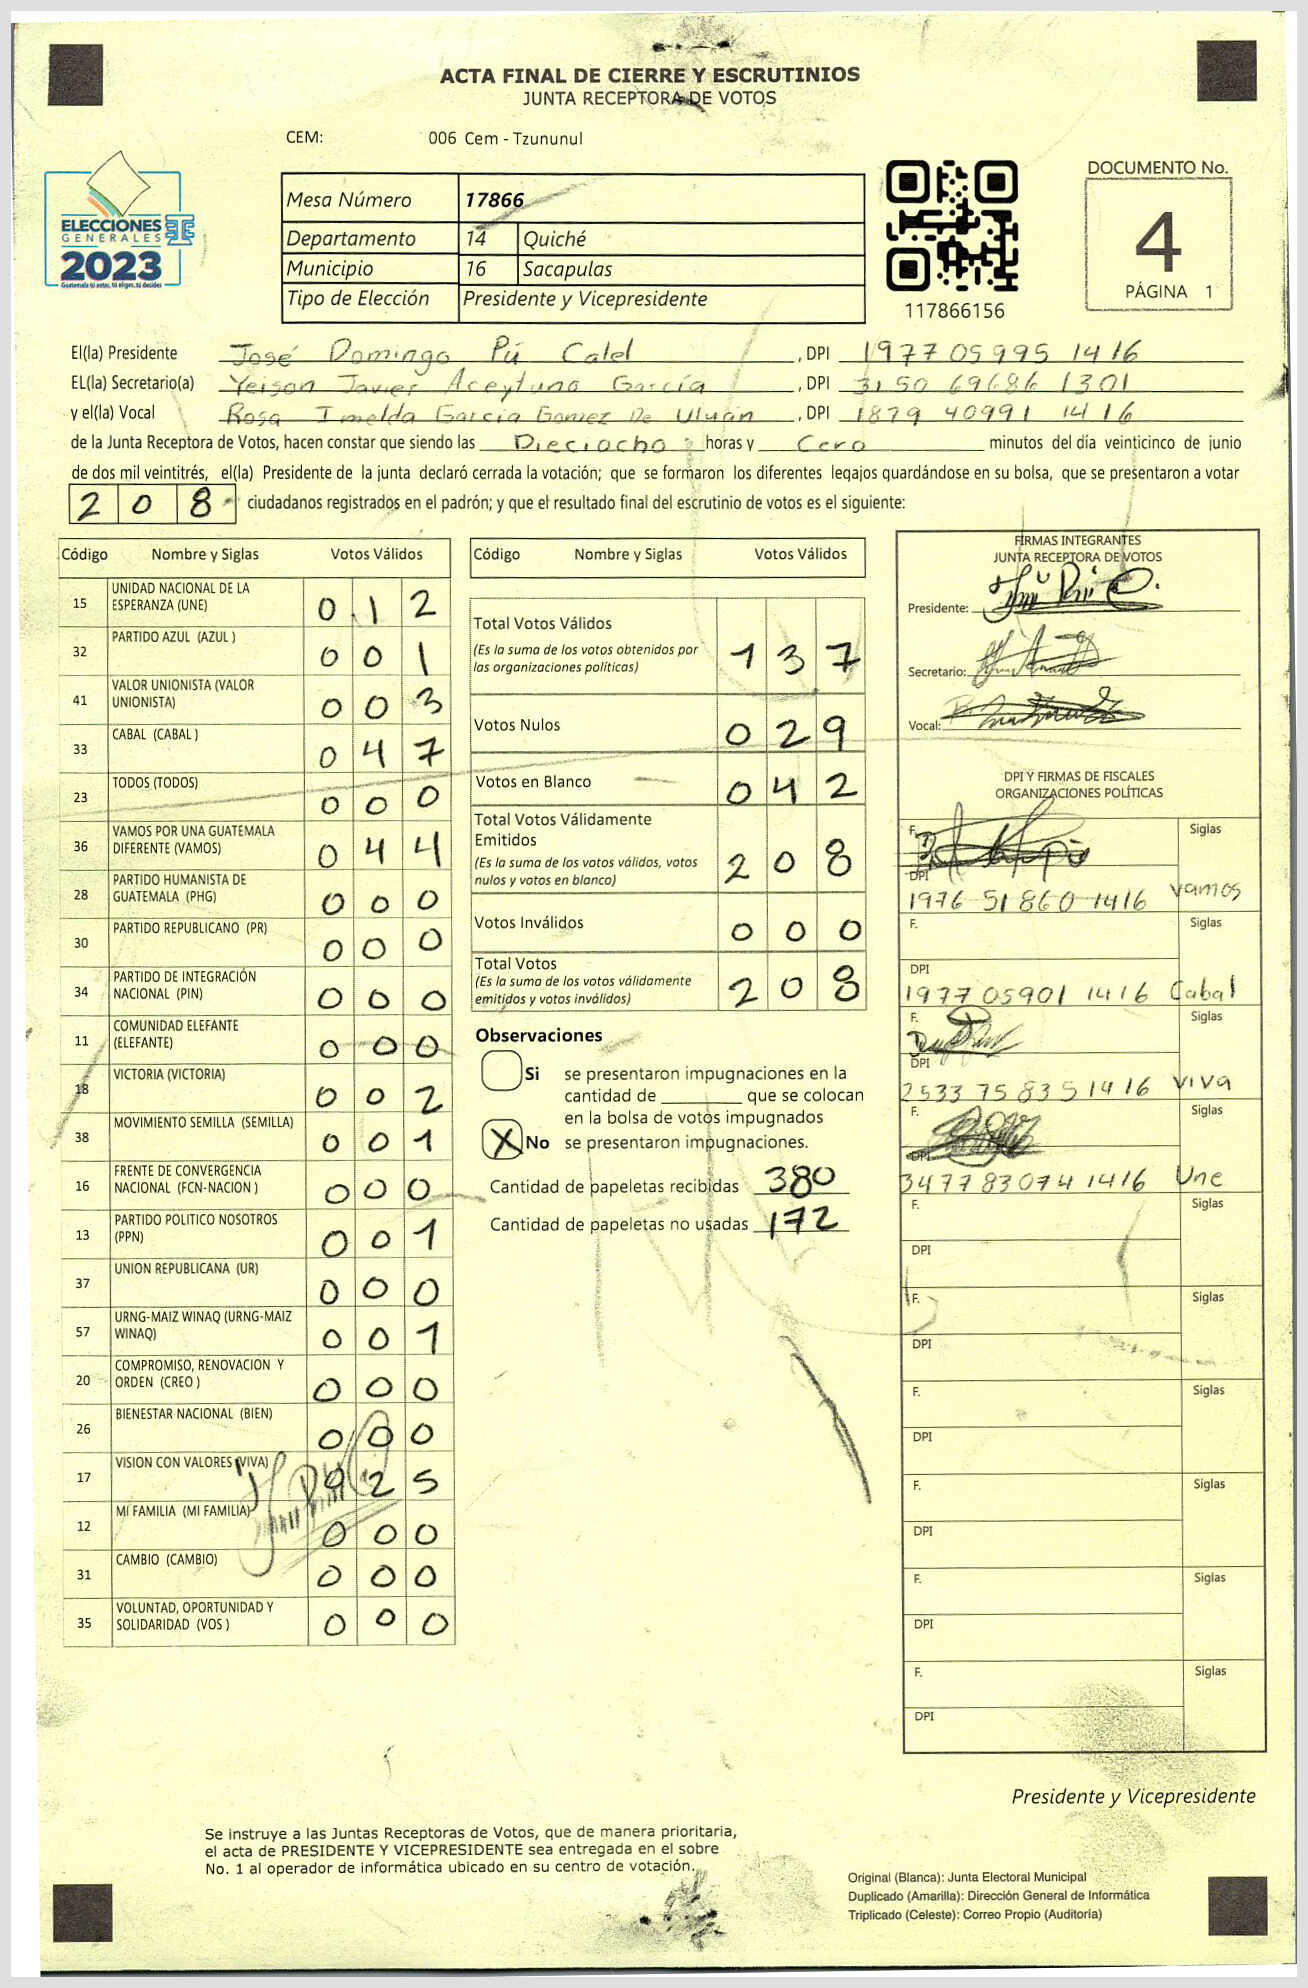 ACTA FINAL DE CIERRE Y ESCRUTINIOS
JUNTA RECEPTORA DE VOTOS
CEM: 006 Cem - Tzununul
ELECCIONES
GENERALES
2023
Guatemala tú votas, tú eliges, tú decides
Mesa Número 17866
Departamento 14 Quiché
Municipio 16 Sacapulas
Tipo de Elección Presidente y Vicepresidente
117866156
DOCUMENTO No.
4
PÁGINA 1
El(la) Presidente José Domingo Pú Calel, DPI 1977 05995 1416
EL(la) Secretario(a) Yeison Javier Aceytuno García, DPI 3150 69686 1301
y el(la) Vocal Rosa Imelda García Gomez De Uluán, DPI 1879 40991 1416
de la Junta Receptora de Votos, hacen constar que siendo las Dieciocho horas y Cero minutos del día veinticinco de junio
de dos mil veintitrés, el(la) Presidente de la junta declaró cerrada la votación; que se formaron los diferentes legajos guardándose en su bolsa, que se presentaron a votar
208 ciudadanos registrados en el padrón; y que el resultado final del escrutinio de votos es el siguiente:
Código Nombre y Siglas Votos Válidos
15 UNIDAD NACIONAL DE LA ESPERANZA (UNE) 0 1 2
32 PARTIDO AZUL (AZUL ) 0 0 1
41 VALOR UNIONISTA (VALOR UNIONISTA) 0 0 3
33 CABAL (CABAL ) 0 4 7
23 TODOS (TODOS) 0 0 0
36 VAMOS POR UNA GUATEMALA DIFERENTE (VAMOS) 0 4 4
28 PARTIDO HUMANISTA DE GUATEMALA (PHG) 0 0 0
30 PARTIDO REPUBLICANO (PR) 0 0 0
34 PARTIDO DE INTEGRACIÓN NACIONAL (PIN) 0 0 0
11 COMUNIDAD ELEFANTE (ELEFANTE) 0 0 0
18 VICTORIA (VICTORIA) 0 0 2
38 MOVIMIENTO SEMILLA (SEMILLA) 0 0 1
16 FRENTE DE CONVERGENCIA NACIONAL (FCN-NACION ) 0 0 0
13 PARTIDO POLITICO NOSOTROS (PPN) 0 0 1
37 UNION REPUBLICANA (UR) 0 0 0
57 URNG-MAIZ WINAQ (URNG-MAIZ WINAQ) 0 0 1
20 COMPROMISO, RENOVACION Y ORDEN (CREO ) 0 0 0
26 BIENESTAR NACIONAL (BIEN) 0 0 0
17 VISION CON VALORES (VIVA) 2 5
12 MI FAMILIA (MI FAMILIA) 0 0 0
31 CAMBIO (CAMBIO) 0 0 0
35 VOLUNTAD, OPORTUNIDAD Y SOLIDARIDAD (VOS ) 0 0 0
Código Nombre y Siglas Votos Válidos
Total Votos Válidos 1 3 7
(Es la suma de los votos obtenidos por
las organizaciones políticas)
Votos Nulos 0 2 9
Votos en Blanco 0 4 2
Total Votos Válidamente
Emitidos 2 0 8
(Es la suma de los votos válidos, votos
nulos y votos en blanco)
Votos Inválidos 0 0 0
Total Votos 2 0 8
(Es la suma de los votos válidamente
emitidos y votos inválidos)
Observaciones
Si se presentaron impugnaciones en la
cantidad de ________ que se colocan
en la bolsa de votos impugnados
X No se presentaron impugnaciones.
Cantidad de papeletas recibidas 380
Cantidad de papeletas no usadas 172
FIRMAS INTEGRANTES
JUNTA RECEPTORA DE VOTOS
Presidente:
Secretario:
Vocal:
DPI Y FIRMAS DE FISCALES
ORGANIZACIONES POLÍTICAS
F. Siglas
DPI
1976 51860 1416 Vamos
F. Siglas
DPI
1977 05901 1416 Cabal
F. Siglas
DPI
2533 75 835 1416 viva
F. Siglas
DPI
3477 83074 1416 Une
F. Siglas
DPI
F. Siglas
DPI
F. Siglas
DPI
F. Siglas
DPI
F. Siglas
DPI
F. Siglas
DPI
Presidente y Vicepresidente
Se instruye a las Juntas Receptoras de Votos, que de manera prioritaria,
el acta de PRESIDENTE Y VICEPRESIDENTE sea entregada en el sobre
No. 1 al operador de informática ubicado en su centro de votación.
Original (Blanca): Junta Electoral Municipal
Duplicado (Amarilla): Dirección General de Informática
Triplicado (Celeste): Correo Propio (Auditoría)